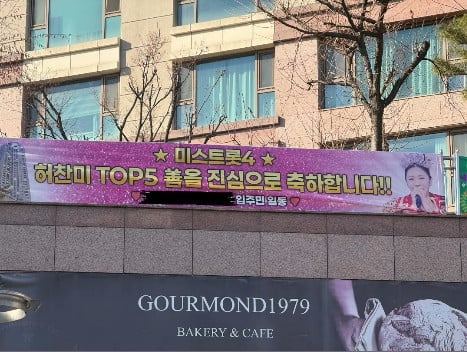 ★ 미스트롯4 ★
허찬미 TOP5 善을 진심으로 축하합니다!!
입주민 일동
GOURMOND1979
BAKERY & CAFE